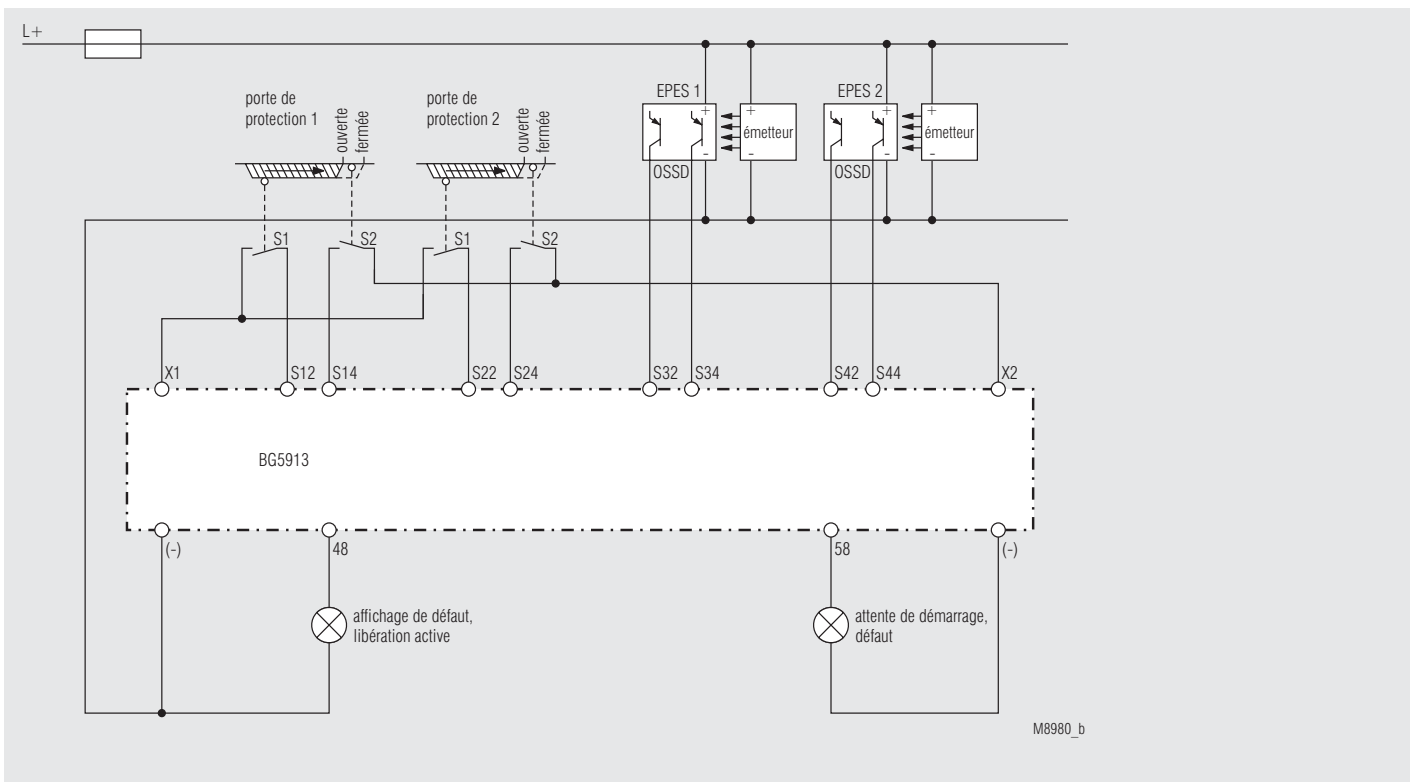 L+
porte de
protection 1
ouverte
fermée
porte de
protection 2
ouverte
fermée
EPES 1
+
-
OSSD
+
émetteur
-
EPES 2
+
-
OSSD
+
émetteur
-
S1
S2
S1
S2
X1
S12
S14
S22
S24
S32
S34
S42
S44
X2
BG5913
(-)
48
58
(-)
affichage de défaut,
libération active
attente de démarrage,
défaut
M8980_b